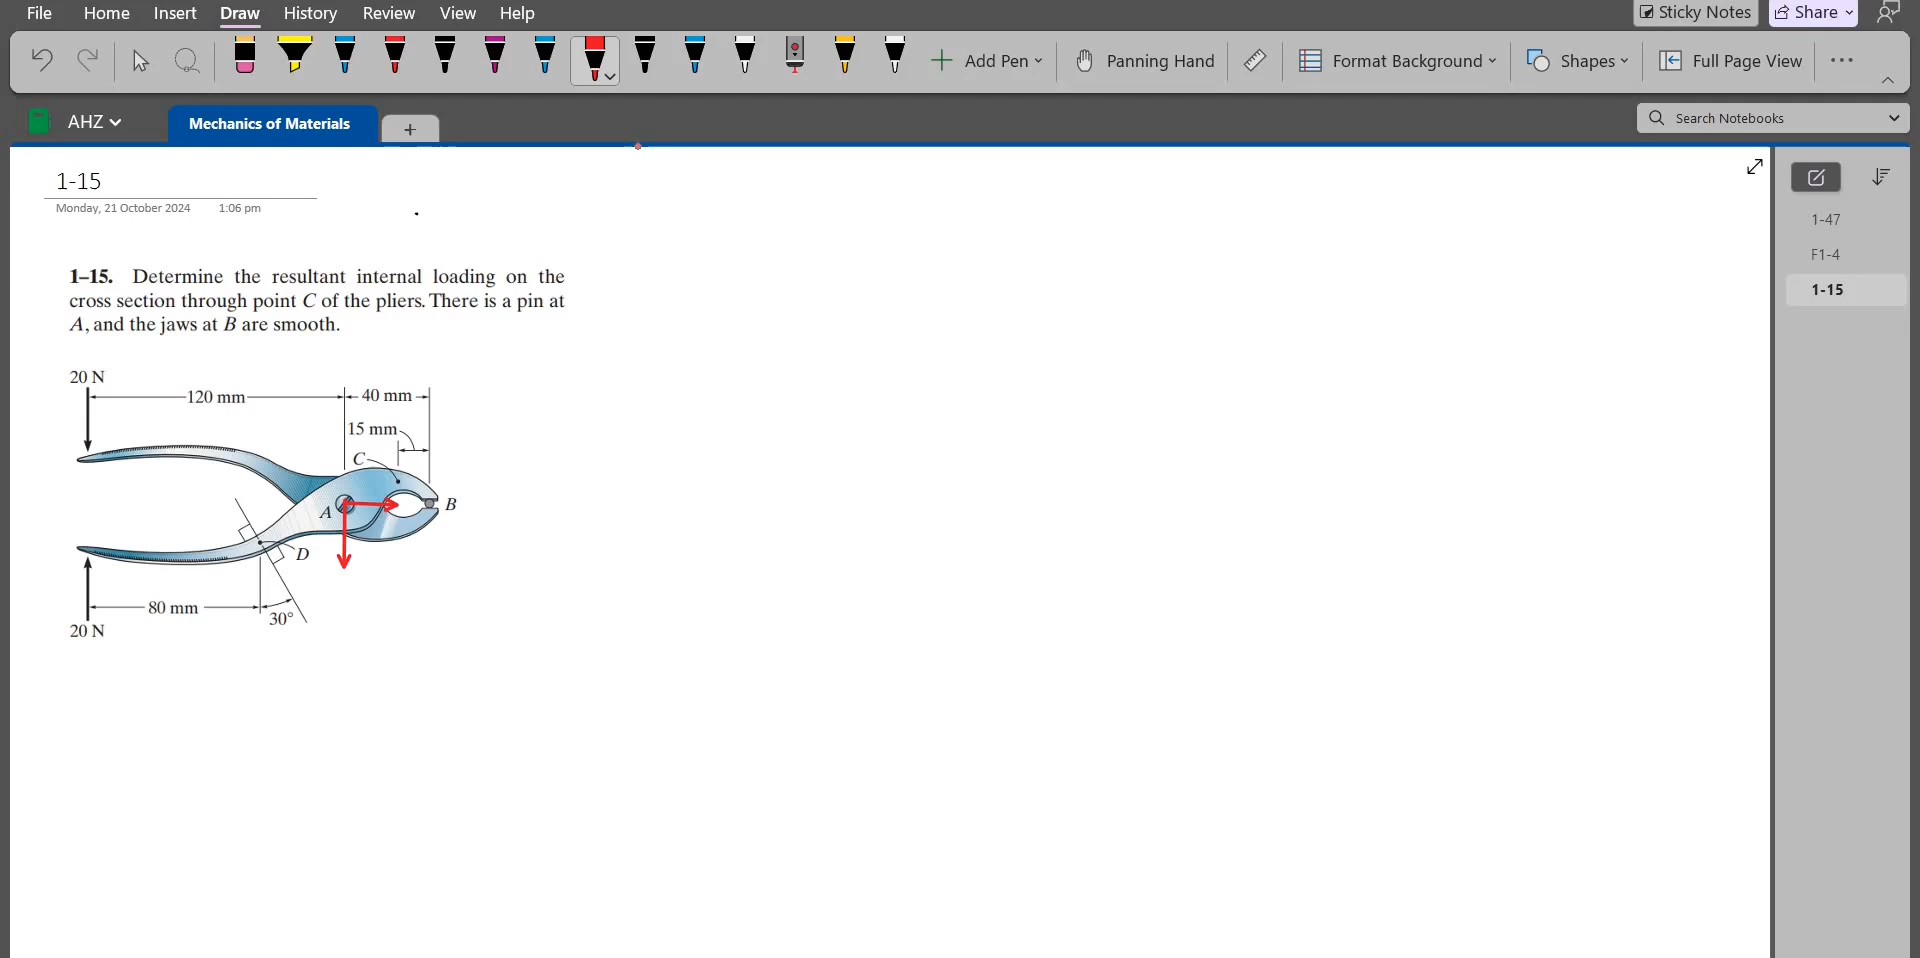 File Home Insert Draw History Review View Help
Sticky Notes Share
Add Pen Panning Hand Format Background Shapes Full Page View
AHZ Mechanics of Materials +
Search Notebooks
1-15
Monday, 21 October 2024 1:06 pm
1-47
F1-4
1-15
1–15. Determine the resultant internal loading on the
cross section through point C of the pliers. There is a pin at
A, and the jaws at B are smooth.
20 N
120 mm
40 mm
15 mm
C
A
B
D
80 mm
30°
20 N